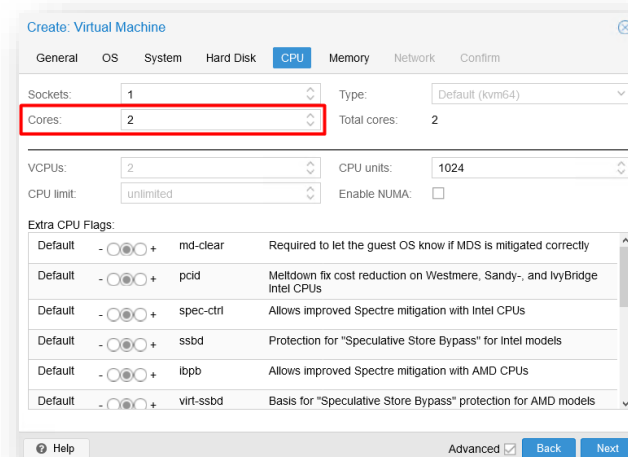 Create: Virtual Machine
General OS System Hard Disk CPU Memory Network Confirm
Sockets: 1 Type: Default (kvm64)
Cores: 2 Total cores: 2
VCPUs: 2 CPU units: 1024
CPU limit: unlimited Enable NUMA:
Extra CPU Flags:
Default - + md-clear Required to let the guest OS know if MDS is mitigated correctly
Default - + pcid Meltdown fix cost reduction on Westmere, Sandy-, and IvyBridge
Intel CPUs
Default - + spec-ctrl Allows improved Spectre mitigation with Intel CPUs
Default - + ssbd Protection for "Speculative Store Bypass" for Intel models
Default - + ibpb Allows improved Spectre mitigation with AMD CPUs
Default - + virt-ssbd Basis for "Speculative Store Bypass" protection for AMD models
Help Advanced Back Next